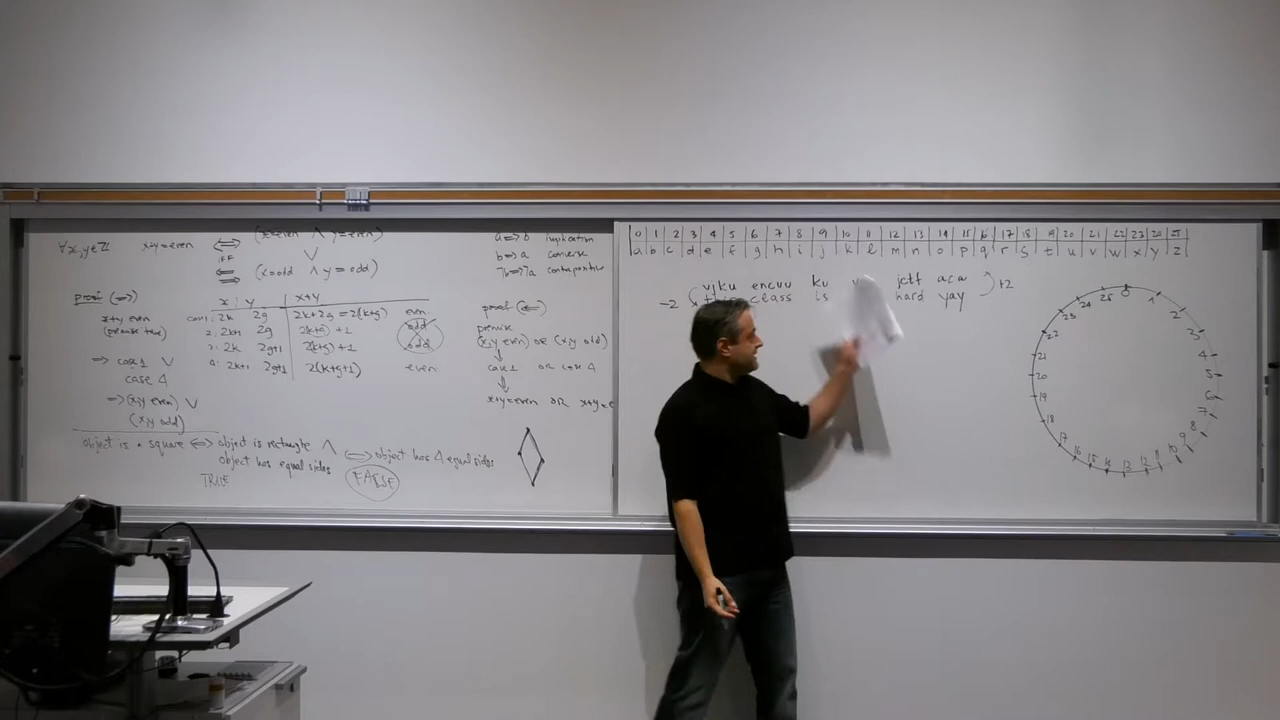 ∀x,y∈ℤ x+y=even ⇔ (x=even ∧ y=even)
IFF ∨
⇐ ⇒ (x=odd ∧ y=odd)
proof (⇒)
x+y even
(premise true)
⇒ case 1 ∨
case 4
⇒ (x,y even) ∨
(x,y odd)
x y x+y
case 1: 2k 2g 2k+2g=2(k+g) even
2: 2k+1 2g 2(k+g)+1 odd
3: 2k 2g+1 2(k+g)+1 odd
4: 2k+1 2g+1 2(k+g+1) even
a⇒b implication
b⇒a converse
¬b⇒¬a contrapositive
proof (⇐)
premise
(x,y even) OR (x,y odd)
case 1 OR case 4
⇓
x+y=even OR x+y=e
object is a square ⇔ object is rectangle ∧ ⇔ object has 4 equal sides
object has equal sides
TRUE FALSE
0 1 2 3 4 5 6 7 8 9 10 11 12 13 14 15 16 17 18 19 20 21 22 23 24 25
a b c d e f g h i j k l m n o p q r s t u v w x y z
vjku encuu ku jctf aca +2
-2 class is hard yay
0 1 2 3 4 5 6 7 8 9 10 11 12 13 14 15 16 17 18 19 20 21 22 23 24 25